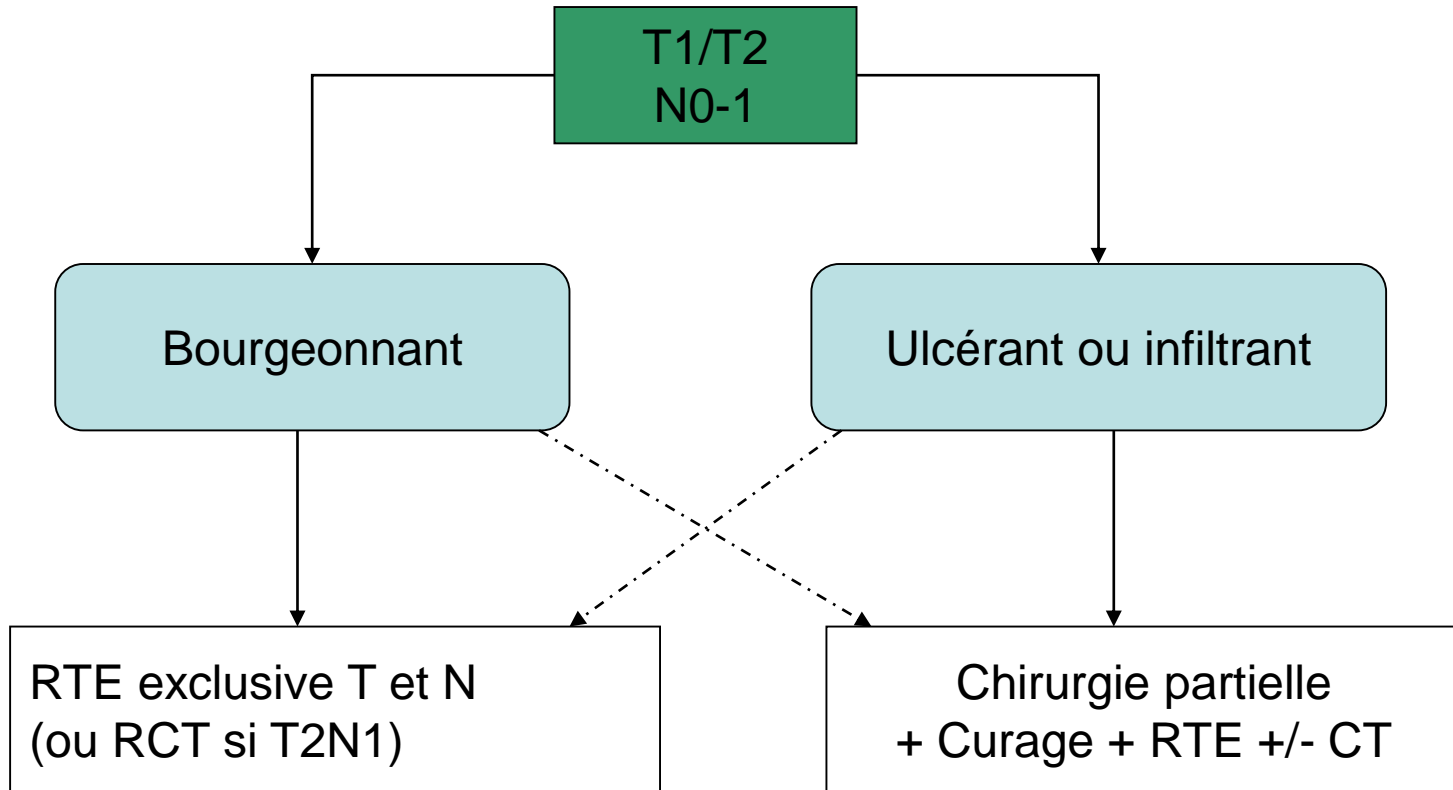 T1/T2
N0-1
Bourgeonnant
Ulcérant ou infiltrant
RTE exclusive T et N
(ou RCT si T2N1)
Chirurgie partielle
+ Curage + RTE +/- CT